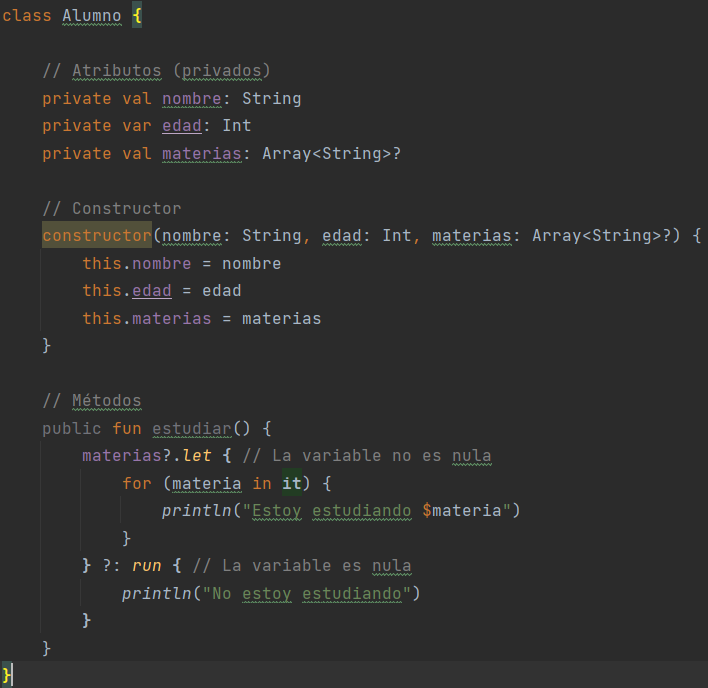 class Alumno {
// Atributos (privados)
private val nombre: String
private var edad: Int
private val materias: Array<String>?
// Constructor
constructor(nombre: String, edad: Int, materias: Array<String>?) {
this.nombre = nombre
this.edad = edad
this.materias = materias
}
// Métodos
public fun estudiar() {
materias?.let { // La variable no es nula
for (materia in it) {
println("Estoy estudiando $materia")
}
} ?: run { // La variable es nula
println("No estoy estudiando")
}
}
}